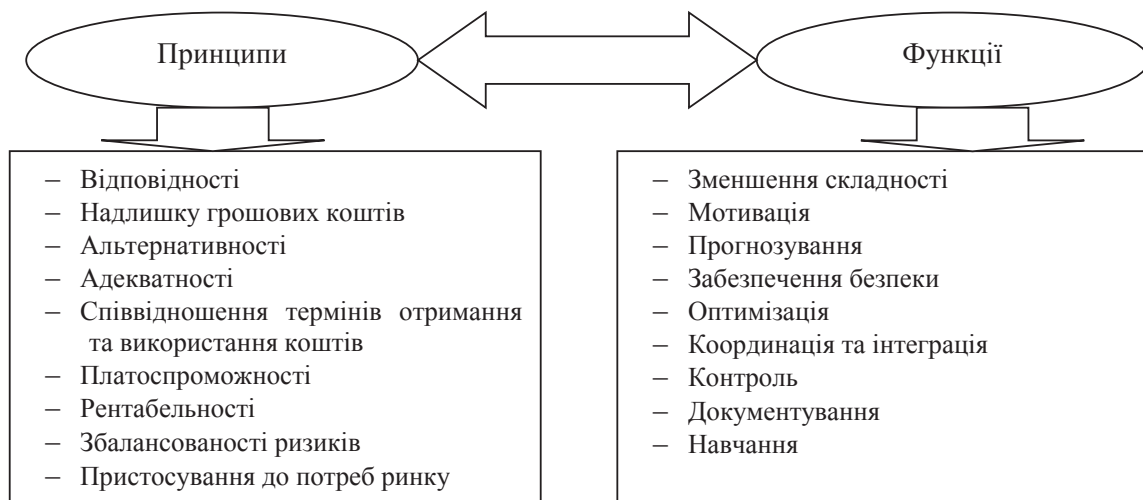 Принципи
Функції
– Відповідності
– Надлишку грошових коштів
– Альтернативності
– Адекватності
– Співвідношення термінів отримання
та використання коштів
– Платоспроможності
– Рентабельності
– Збалансованості ризиків
– Пристосування до потреб ринку
– Зменшення складності
– Мотивація
– Прогнозування
– Забезпечення безпеки
– Оптимізація
– Координація та інтеграція
– Контроль
– Документування
– Навчання